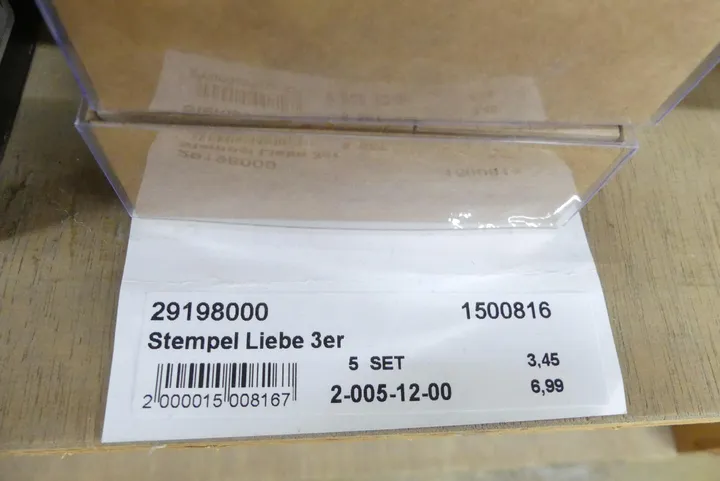 29198000 1500816
Stempel Liebe 3er
5 SET 3,45
2-005-12-00 6,99
2 000015 008167